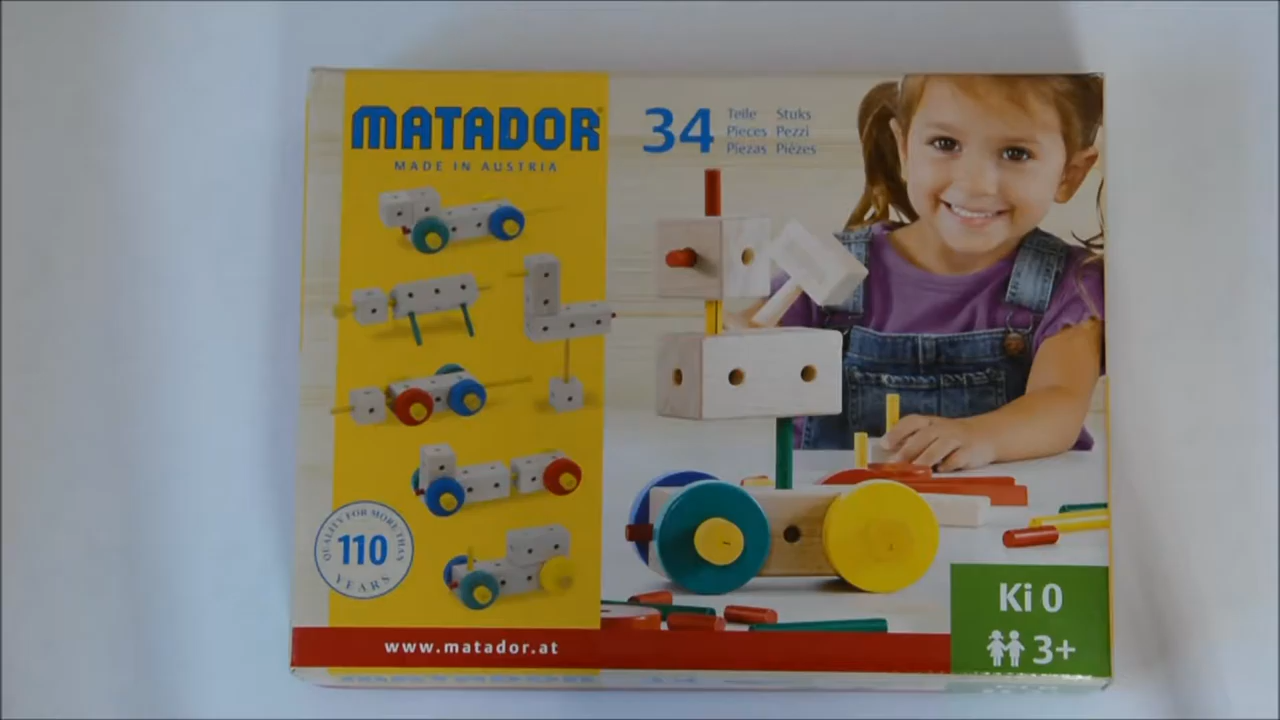 MATADOR®
MADE IN AUSTRIA
34
Teile Stuks
Pieces Pezzi
Piezas Pièzes
QUALITY FOR MORE THAN
110
YEARS
www.matador.at
Ki 0
3+